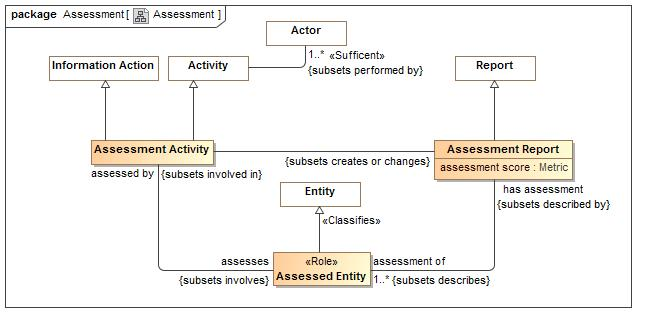 package Assessment [ Assessment ]
Actor
1..* «Sufficent»
{subsets performed by}
Information Action
Activity
Report
Assessment Activity
Assessment Report
assessment score : Metric
{subsets creates or changes}
assessed by
{subsets involved in}
has assessment
{subsets described by}
Entity
«Classifies»
assesses
{subsets involves}
«Role»
Assessed Entity
assessment of
1..* {subsets describes}